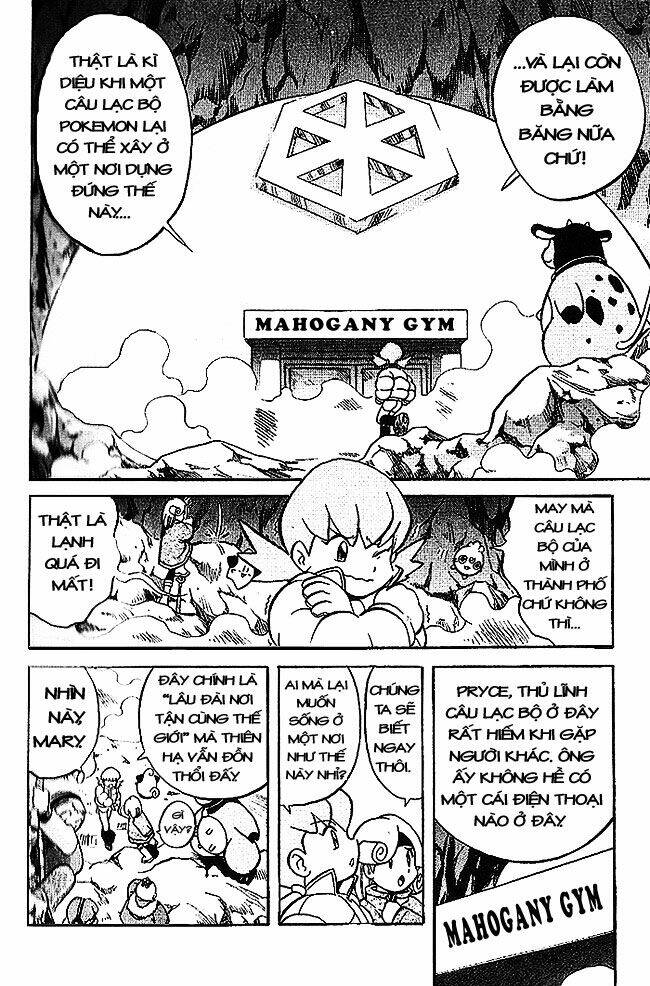 THẬT LÀ KÌ
DIỆU KHI MỘT
CÂU LẠC BỘ
POKEMON LẠI
CÓ THỂ XÂY Ở
MỘT NƠI DỰNG
ĐỨNG THẾ
NÀY...
...VÀ LẠI CÒN
ĐƯỢC LÀM
BẰNG
BĂNG NỮA
CHỨ!
MAHOGANY GYM
THẬT LÀ
LẠNH
QUÁ ĐI
MẤT!
MAY MÀ
CÂU LẠC
BỘ CỦA
MÌNH Ở
THÀNH PHỐ
CHỨ KHÔNG
THÌ...
NHÌN
NÀY,
MARY.
ĐÂY CHÍNH LÀ
"LÂU ĐÀI NƠI
TẬN CÙNG THẾ
GIỚI" MÀ THIÊN
HẠ VẪN ĐỒN
THỔI ĐẤY.
GÌ
VẬY?
AI MÀ LẠI
MUỐN
SỐNG Ở
MỘT NƠI
NHƯ THẾ
NÀY NHỈ?
CHÚNG
TA SẼ
BIẾT
NGAY
THÔI.
PRYCE, THỦ LĨNH
CÂU LẠC BỘ Ở ĐÂY
RẤT HIẾM KHI GẶP
NGƯỜI KHÁC. ÔNG
ẤY KHÔNG HỀ CÓ
MỘT CÁI ĐIỆN THOẠI
NÀO Ở ĐÂY.
MAHOGANY GYM